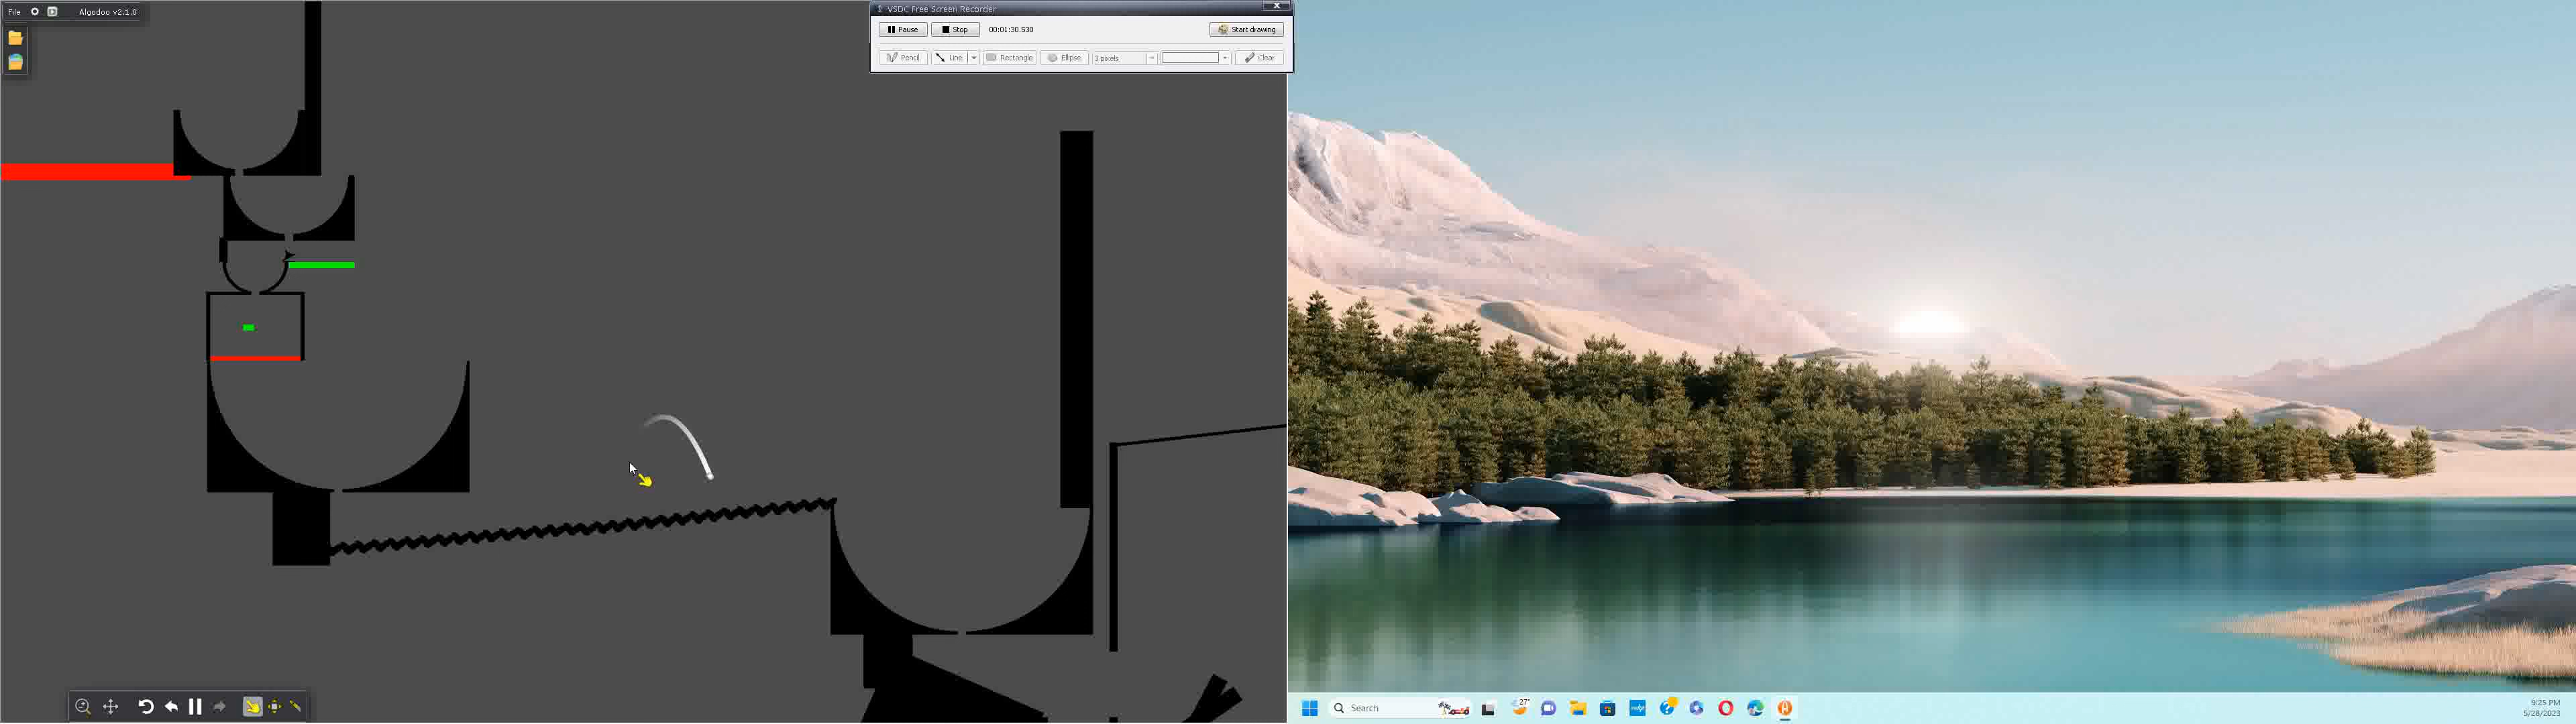 File Algodoo v2.1.0
VSDC Free Screen Recorder
Pause Stop 00:01:30.530 Start drawing
Pencil Line Rectangle Ellipse 3 pixels Clear
Search
27°
9:25 PM
5/28/2023